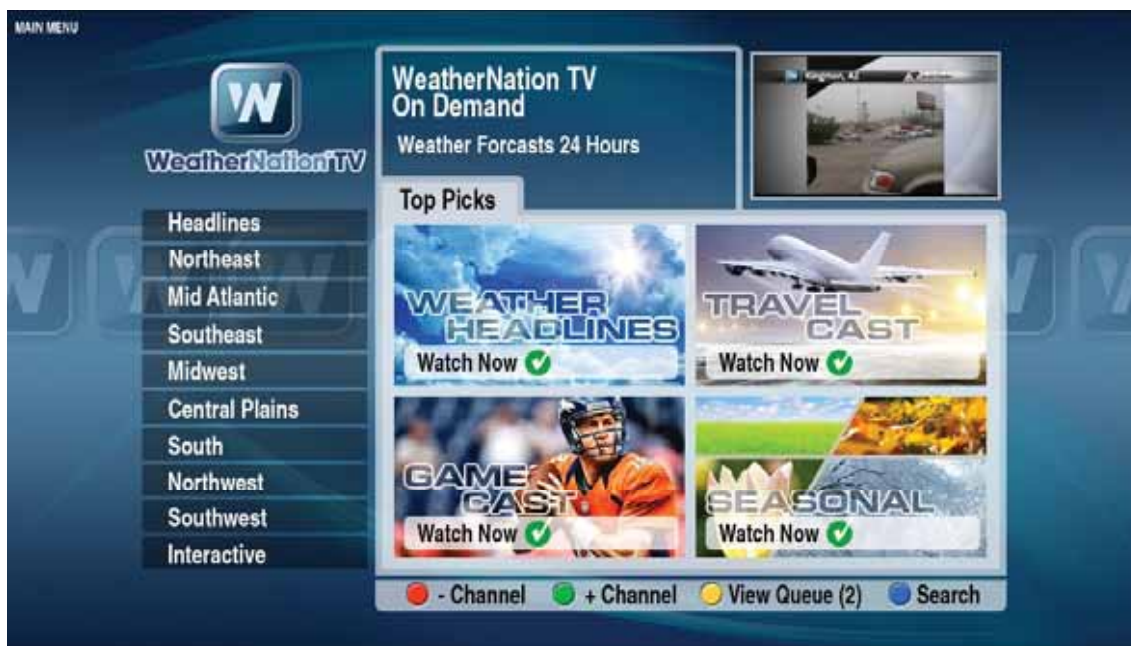 MAIN MENU
WeatherNation TV
WeatherNation TV
On Demand
Weather Forcasts 24 Hours
Kingman, AZ
Top Picks
Headlines
Northeast
Mid Atlantic
Southeast
Midwest
Central Plains
South
Northwest
Southwest
Interactive
WEATHER
HEADLINES
Watch Now
TRAVEL
CAST
Watch Now
GAME
CAST
Watch Now
SEASONAL
Watch Now
- Channel
+ Channel
View Queue (2)
Search